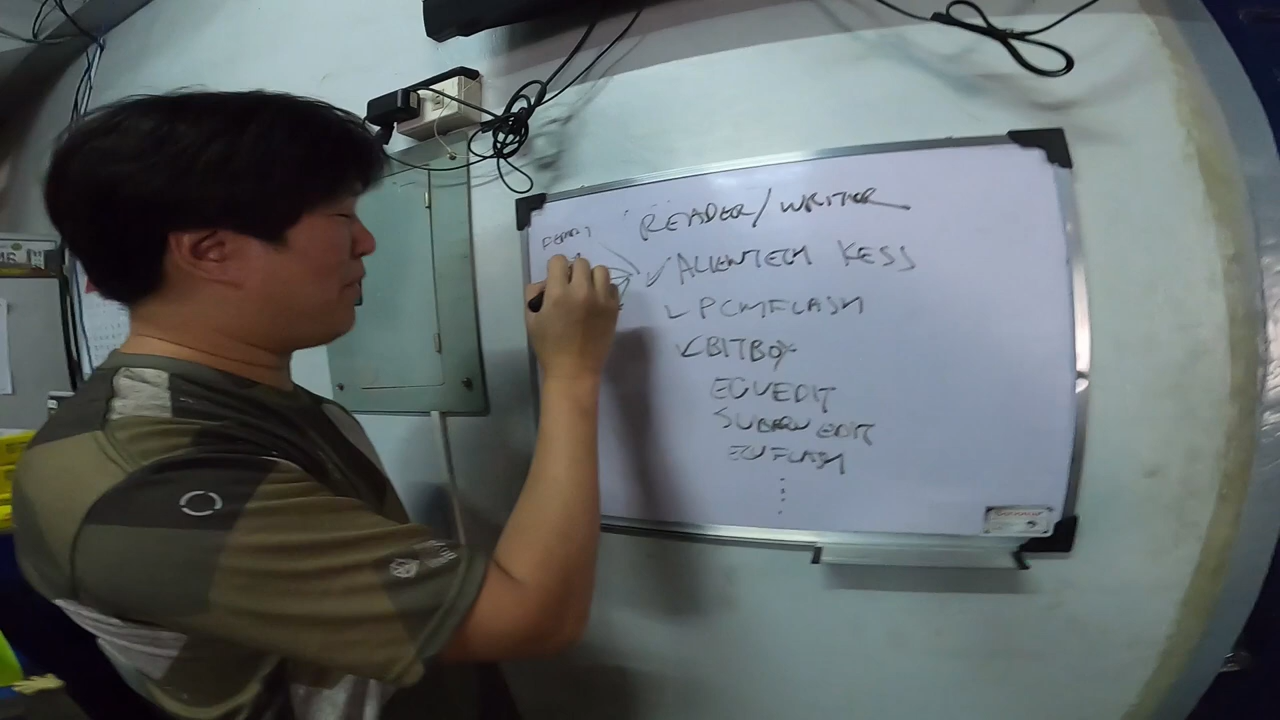 READER/WRITER
ALIENTECH KESS
PCMFLASH
BITBOX
ECUEDIT
SUBARU EDIT
ECUFLASH